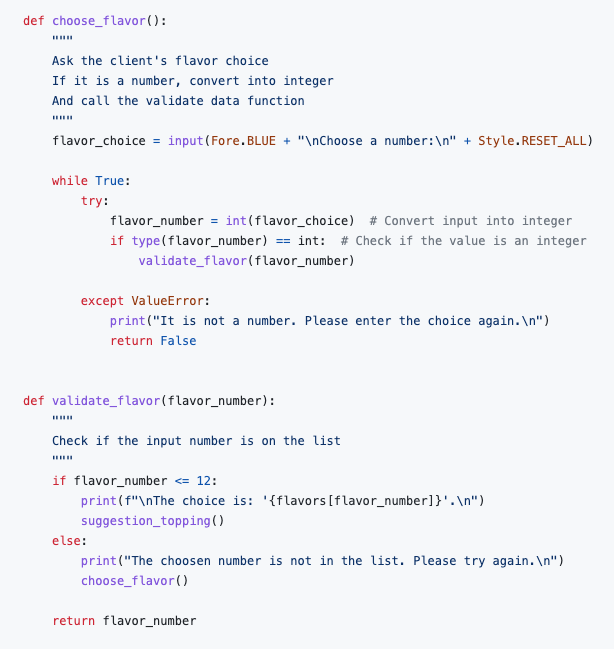 def choose_flavor():
    """
    Ask the client's flavor choice
    If it is a number, convert into integer
    And call the validate data function
    """
    flavor_choice = input(Fore.BLUE + "\nChoose a number:\n" + Style.RESET_ALL)

    while True:
        try:
            flavor_number = int(flavor_choice)  # Convert input into integer
            if type(flavor_number) == int:  # Check if the value is an integer
                validate_flavor(flavor_number)

        except ValueError:
            print("It is not a number. Please enter the choice again.\n")
            return False


def validate_flavor(flavor_number):
    """
    Check if the input number is on the list
    """
    if flavor_number <= 12:
        print(f"\nThe choice is: '{flavors[flavor_number]}'.\n")
        suggestion_topping()
    else:
        print("The choosen number is not in the list. Please try again.\n")
        choose_flavor()

    return flavor_number